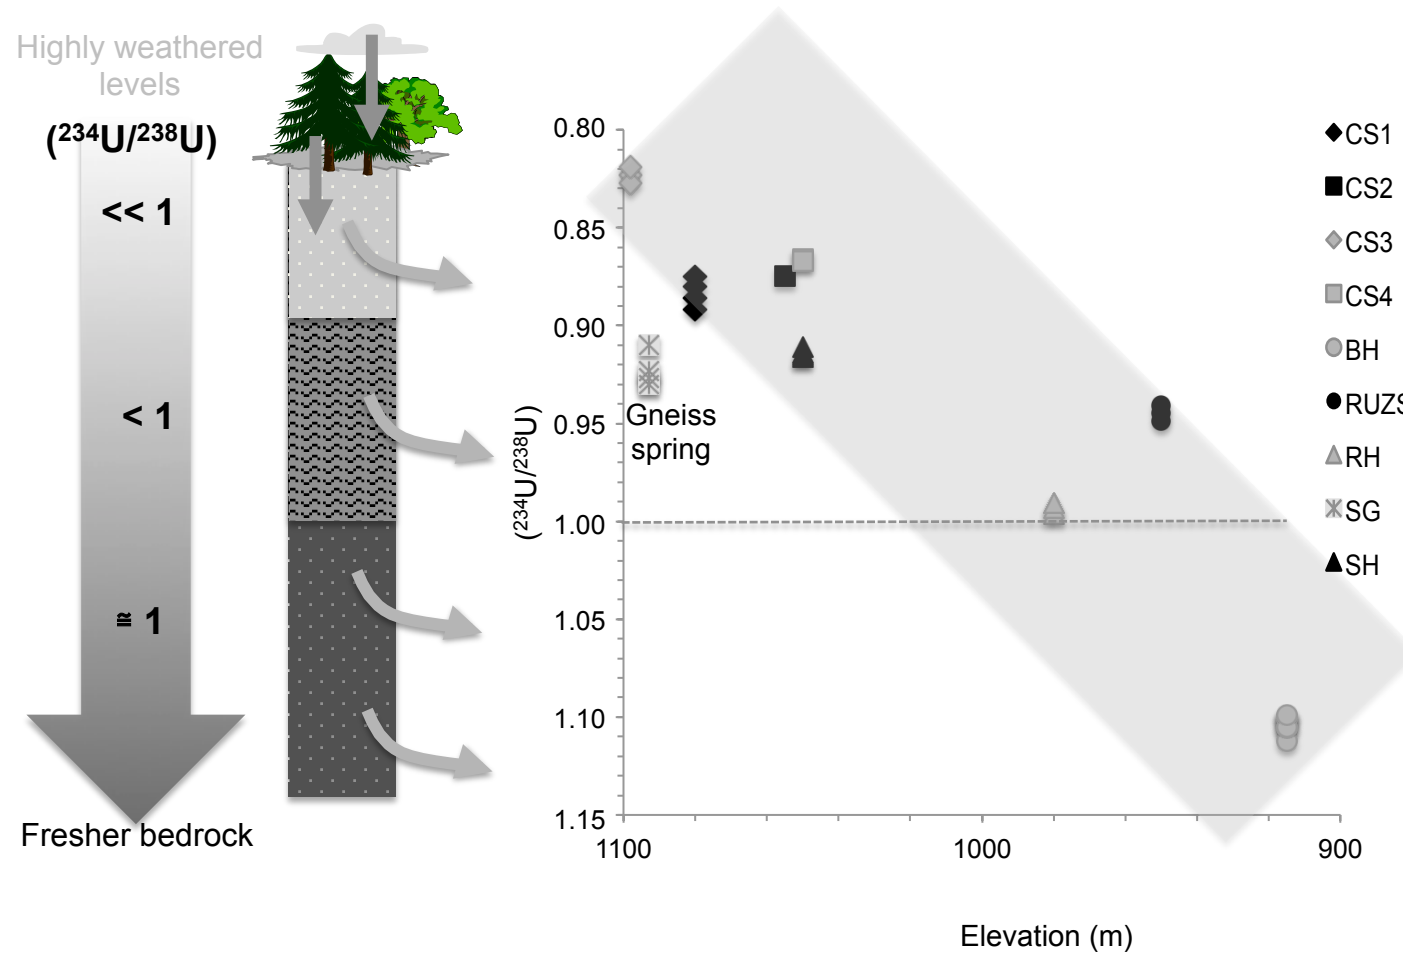 Highly weathered
levels
(²³⁴U/²³⁸U)
<< 1
< 1
≅ 1
Fresher bedrock
(²³⁴U/²³⁸U)
0.80
0.85
0.90
0.95
1.00
1.05
1.10
1.15
Gneiss
spring
1100
1000
900
Elevation (m)
CS1
CS2
CS3
CS4
BH
RUZS
RH
SG
SH